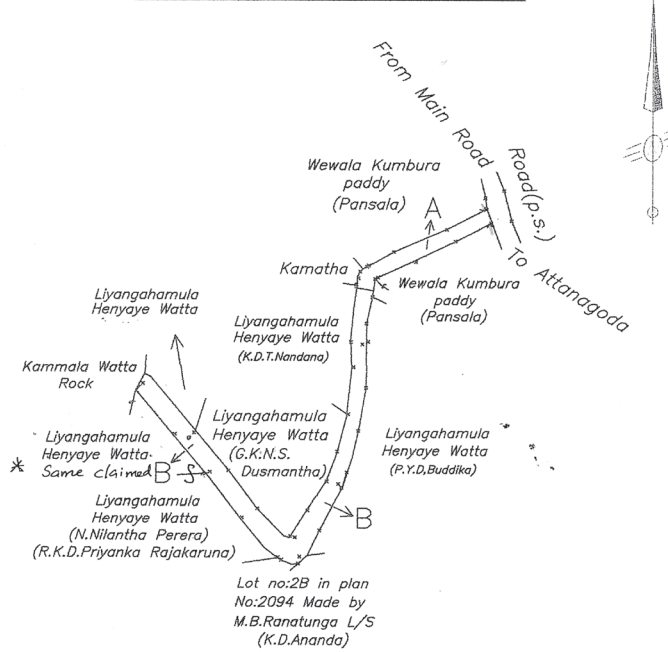 From Main Road
Road(p.s.)
To Attanagoda
Wewala Kumbura
paddy
(Pansala)
A
Kamatha
Wewala Kumbura
paddy
(Pansala)
Liyangahamula
Henyaye Watta
Liyangahamula
Henyaye Watta
(K.D.T.Nandana)
Kammala Watta
Rock
Liyangahamula
Henyaye Watta
(G.K.N.S.
Dusmantha)
Liyangahamula
Henyaye Watta
(P.Y.D,Buddika)
Liyangahamula
Henyaye Watta.
* Same claimed B
B
Liyangahamula
Henyaye Watta
(N.Nilantha Perera)
(R.K.D.Priyanka Rajakaruna)
Lot no:2B in plan
No:2094 Made by
M.B.Ranatunga L/S
(K.D.Ananda)